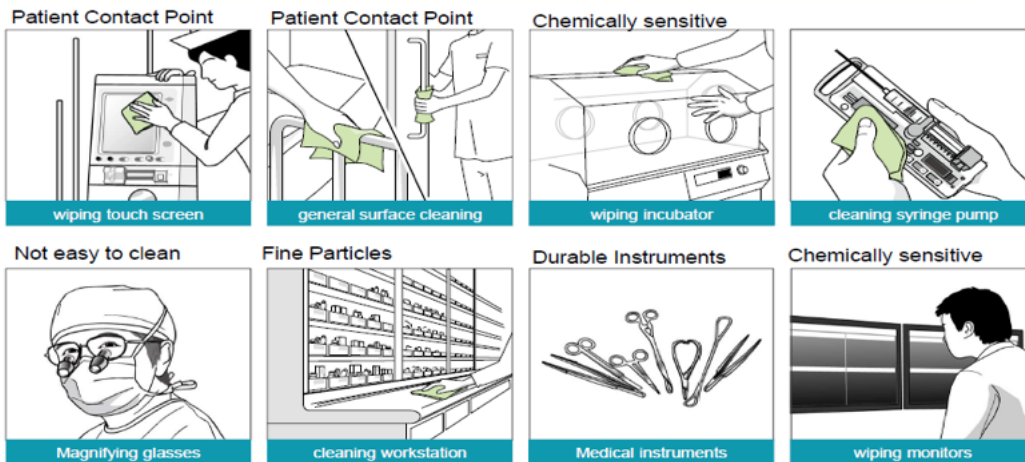 Patient Contact Point
Patient Contact Point
Chemically sensitive
wiping touch screen
general surface cleaning
wiping incubator
cleaning syringe pump
Not easy to clean
Fine Particles
Durable Instruments
Chemically sensitive
Magnifying glasses
cleaning workstation
Medical instruments
wiping monitors